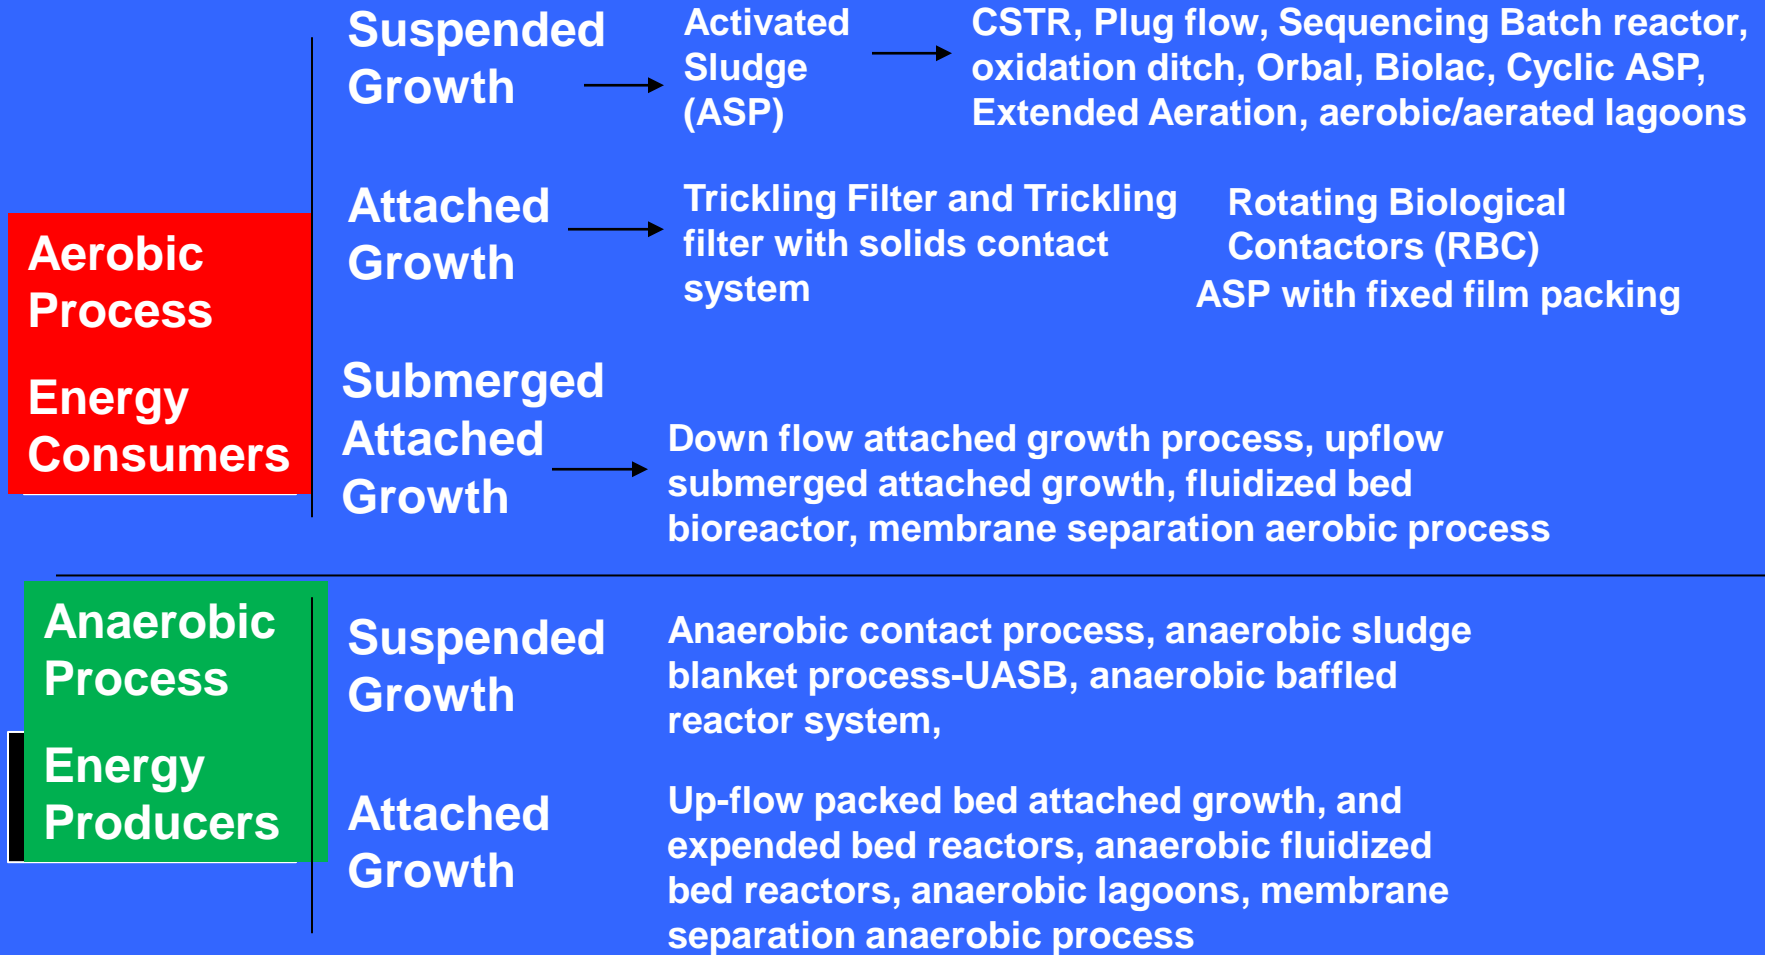 Suspended
Growth
Activated
Sludge
(ASP)
CSTR, Plug flow, Sequencing Batch reactor,
oxidation ditch, Orbal, Biolac, Cyclic ASP,
Extended Aeration, aerobic/aerated lagoons
Aerobic
Process
Energy
Consumers
Attached
Growth
Trickling Filter and Trickling
filter with solids contact
system
Rotating Biological
Contactors (RBC)
ASP with fixed film packing
Submerged
Attached
Growth
Down flow attached growth process, upflow
submerged attached growth, fluidized bed
bioreactor, membrane separation aerobic process
Anaerobic
Process
Energy
Producers
Suspended
Growth
Anaerobic contact process, anaerobic sludge
blanket process-UASB, anaerobic baffled
reactor system,
Attached
Growth
Up-flow packed bed attached growth, and
expended bed reactors, anaerobic fluidized
bed reactors, anaerobic lagoons, membrane
separation anaerobic process